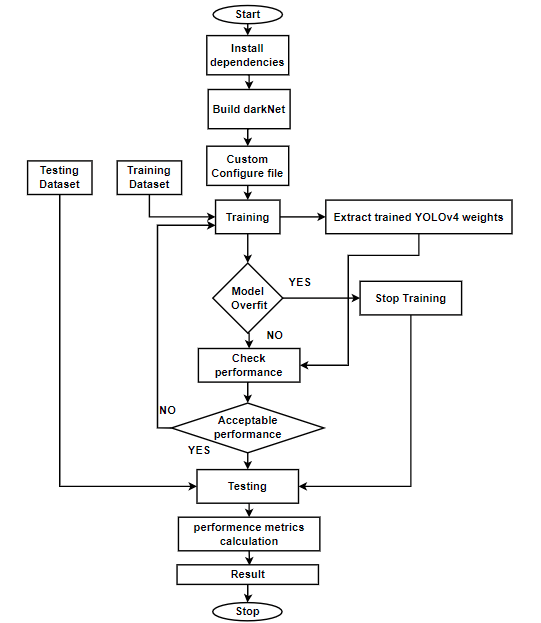 Start
Install
dependencies
Build darkNet
Custom
Configure file
Testing
Dataset
Training
Dataset
Training
Extract trained YOLOv4 weights
Model
Overfit
YES
Stop Training
NO
Check
performance
NO
Acceptable
performance
YES
Testing
performence metrics
calculation
Result
Stop